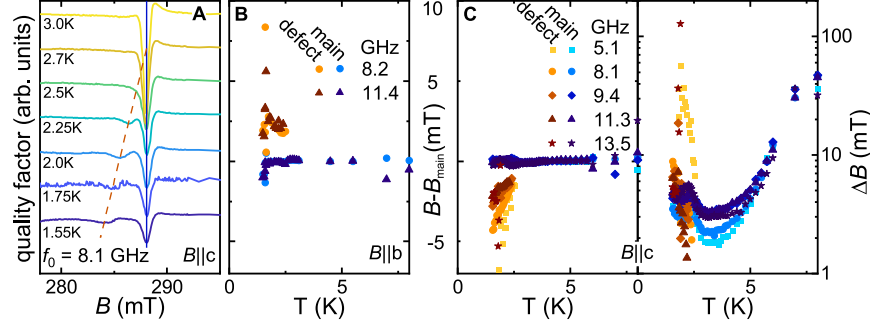 A
3.0K
2.7K
2.5K
2.25K
2.0K
1.75K
1.55K
f0 = 8.1 GHz
B||c
quality factor (arb. units)
280
290
B (mT)
B
defect
main
GHz
8.2
11.4
B||b
0
5
T (K)
10
5
0
-5
B-Bmain(mT)
C
defect
main
GHz
5.1
8.1
9.4
11.3
13.5
B||c
0
5
T (K)
0
5
T (K)
100
10
1
ΔB (mT)